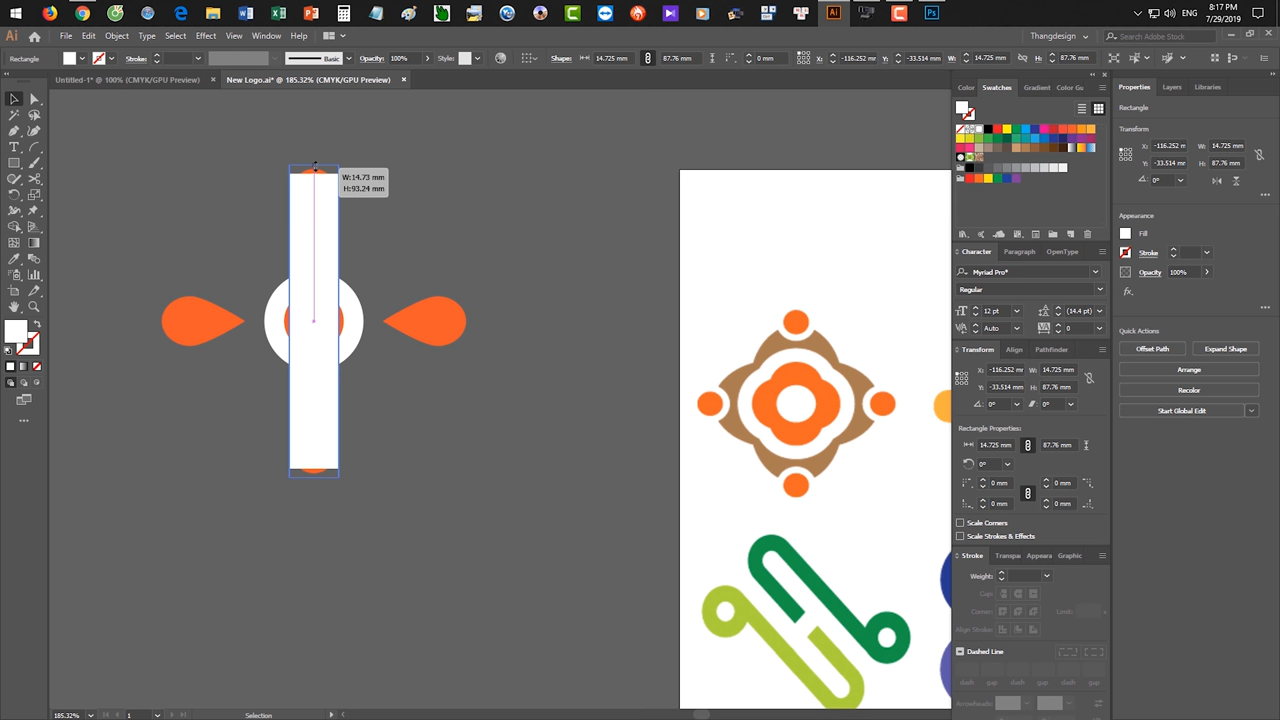 8:17 PM
ENG
7/29/2019
Ai File Edit Object Type Select Effect View Window Help
Thangdesign
Search Adobe Stock
Rectangle Stroke: Basic Opacity: 100% Style: Shape: 14.725 mm 87.76 mm 0 mm X: -116.252 m Y: -33.514 mm W: 14.725 mm H: 87.76 mm
Untitled-1* @ 100% (CMYK/GPU Preview) × New Logo.ai* @ 185.32% (CMYK/GPU Preview) ×
W:14.73 mm
H:93.24 mm
Color Swatches Gradient Color Gu
Character Paragraph OpenType
Myriad Pro*
Regular
12 pt (14.4 pt)
Auto 0
Transform Align Pathfinder
X: -116.252 m W: 14.725 mm
Y: -33.514 mm H: 87.76 mm
0° 0°
Rectangle Properties:
14.725 mm 87.76 mm
0°
0 mm 0 mm
0 mm 0 mm
Scale Corners
Scale Strokes & Effects
Stroke Transpa Appeara Graphic
Weight:
Cap:
Corner: Limit:
Align Stroke:
Dashed Line
dash gap dash gap dash gap
Arrowheads:
Properties Layers Libraries
Rectangle
Transform
X: -116.252 m W: 14.725 mm
Y: -33.514 mm H: 87.76 mm
0°
Appearance
Fill
Stroke
Opacity 100%
fx.
Quick Actions
Offset Path Expand Shape
Arrange
Recolor
Start Global Edit
185.32% 1 Selection